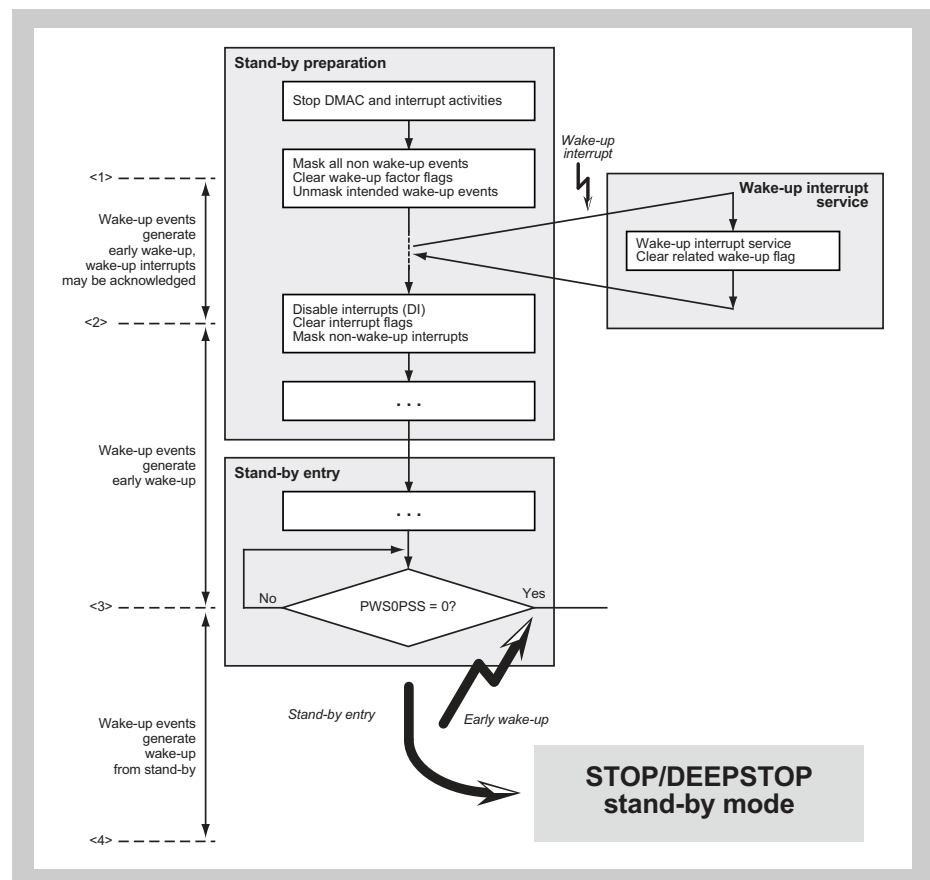 Stand-by preparation
Stop DMAC and interrupt activities
Wake-up
interrupt
Mask all non wake-up events
Clear wake-up factor flags
Unmask intended wake-up events
<1>
Wake-up interrupt
service
Wake-up events
generate
early wake-up,
wake-up interrupts
may be acknowledged
Wake-up interrupt service
Clear related wake-up flag
Disable interrupts (DI)
Clear interrupt flags
Mask non-wake-up interrupts
<2>
. . .
Wake-up events
generate
early wake-up
Stand-by entry
. . .
No
Yes
PWS0PSS = 0?
<3>
Stand-by entry
Early wake-up
Wake-up events
generate
wake-up
from stand-by
STOP/DEEPSTOP
stand-by mode
<4>